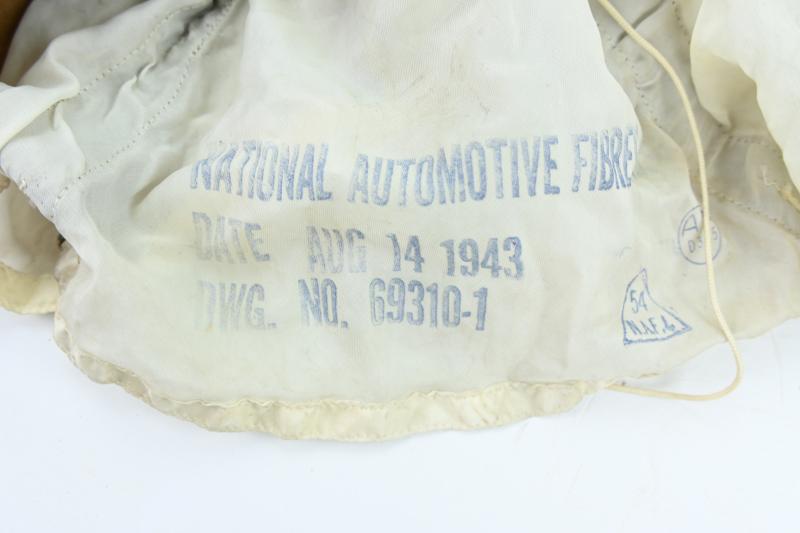 NATIONAL AUTOMOTIVE FIBRE
DATE AUG 14 1943
DWG. NO. 69310-1
54
N.A.F.